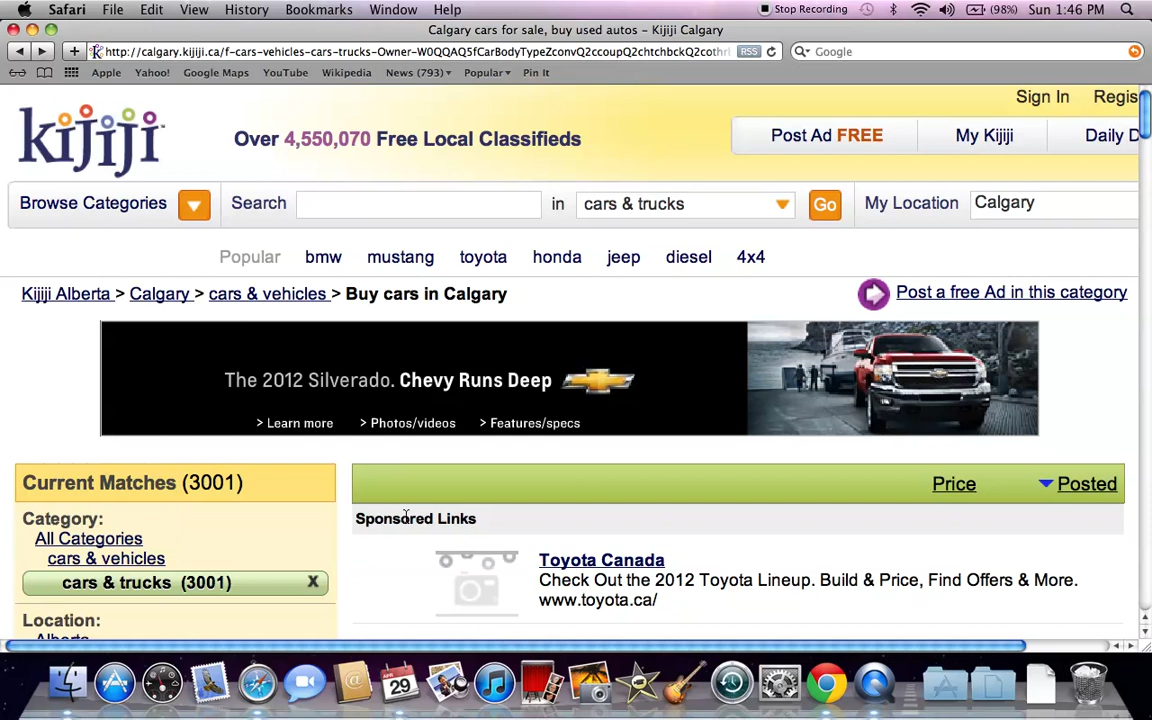 Safari File Edit View History Bookmarks Window Help Stop Recording (98%) Sun 1:46 PM
Calgary cars for sale, buy used autos – Kijiji Calgary
http://calgary.kijiji.ca/f-cars-vehicles-cars-trucks-Owner-W0QQAQ5fCarBodyTypeZconvQ2ccoupQ2chtchbckQ2cothr RSS Google
Apple Yahoo! Google Maps YouTube Wikipedia News (793) Popular Pin It
Sign In Regis
kijiji Over 4,550,070 Free Local Classifieds Post Ad FREE My Kijiji Daily D
Browse Categories Search in cars & trucks Go My Location Calgary
Popular bmw mustang toyota honda jeep diesel 4x4
Kijiji Alberta > Calgary > cars & vehicles > Buy cars in Calgary Post a free Ad in this category
The 2012 Silverado. Chevy Runs Deep
> Learn more > Photos/videos > Features/specs
Current Matches (3001) Price Posted
Category: Sponsored Links
All Categories
cars & vehicles Toyota Canada
cars & trucks (3001) X Check Out the 2012 Toyota Lineup. Build & Price, Find Offers & More.
www.toyota.ca/
Location:
Alberta
APR
29